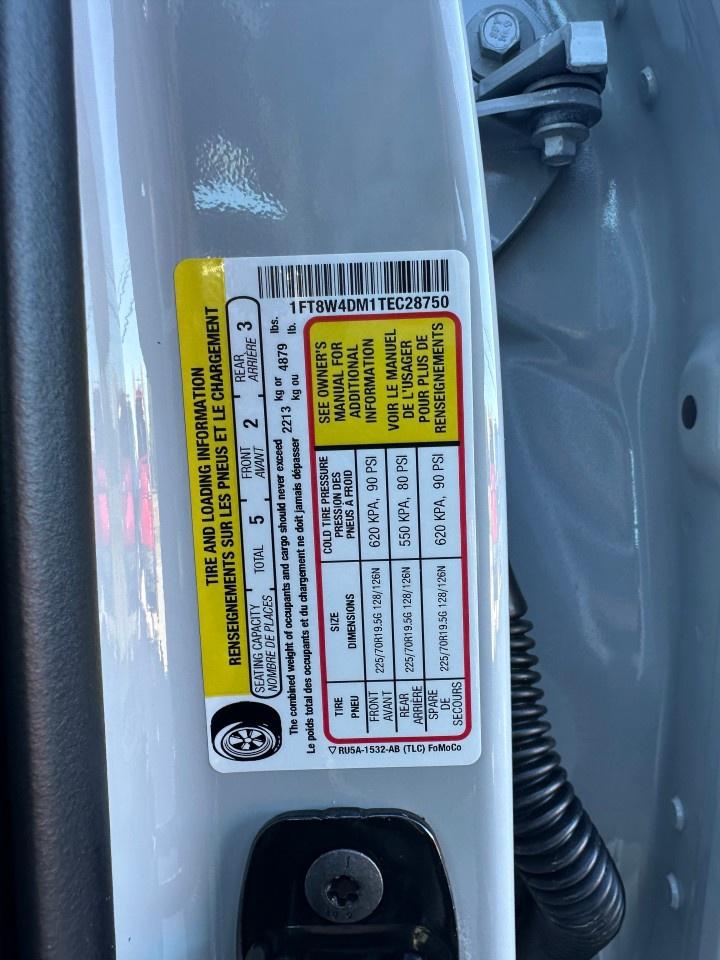 TIRE AND LOADING INFORMATION
RENSEIGNEMENTS SUR LES PNEUS ET LE CHARGEMENT
SEATING CAPACITY
NOMBRE DE PLACES
TOTAL 5
FRONT
AVANT
2
REAR
ARRIÈRE
3
The combined weight of occupants and cargo should never exceed 2213 kg or 4879 lbs.
Le poids total des occupants et du chargement ne doit jamais dépasser kg ou lb.
1FT8W4DM1TEC28750
TIRE
PNEU
SIZE
DIMENSIONS
COLD TIRE PRESSURE
PRESSION DES
PNEUS À FROID
FRONT
AVANT
225/70R19.5G 128/126N
620 KPA, 90 PSI
REAR
ARRIÈRE
225/70R19.5G 128/126N
550 KPA, 80 PSI
SPARE
DE
SECOURS
225/70R19.5G 128/126N
620 KPA, 90 PSI
SEE OWNER'S
MANUAL FOR
ADDITIONAL
INFORMATION
VOIR LE MANUEL
DE L'USAGER
POUR PLUS DE
RENSEIGNEMENTS
▽ RU5A-1532-AB (TLC) FoMoCo